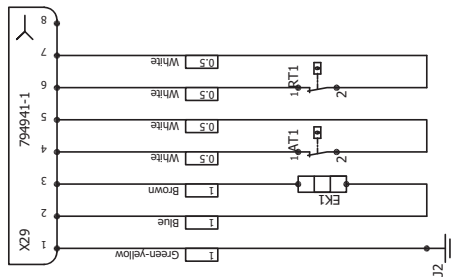 8
7 White 0.5
6 White 0.5 1 RT1 2
5 White 0.5
4 White 0.5 1 AT1 2
3 Brown 1 EK1
2 Blue 1
1 Green-yellow 1 J2
794941-1
X29